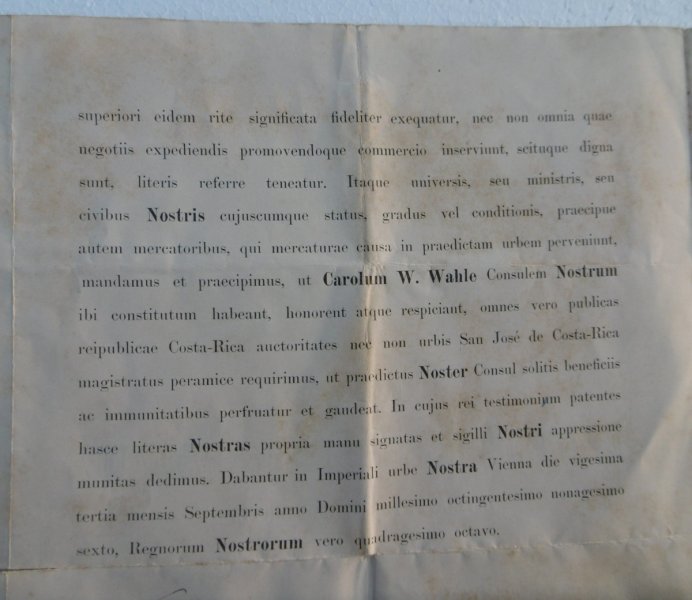 superiori eidem rite significata fideliter exequatur, nec non omnia quae
negotiis expediendis promovendoque commercio inserviunt, scituque digna
sunt, literis referre teneatur. Itaque universis, seu ministris, seu
civibus Nostris cujuscumque status, gradus vel conditionis, praecipue
autem mercatoribus, qui mercaturae causa in praedictam urbem perveniunt,
mandamus et praecipimus, ut Carolum W. Wahle Consulem Nostrum
ibi constitutum habeant, honorent atque respiciant, omnes vero publicas
reipublicae Costa-Rica auctoritates nec non urbis San José de Costa-Rica
magistratus peramice requirimus, ut praedictus Noster Consul solitis beneficiis
ac immunitatibus perfruatur et gaudeat. In cujus rei testimonium patentes
hasce literas Nostras propria manu signatas et sigilli Nostri appressione
munitas dedimus. Dabantur in Imperiali urbe Nostra Vienna die vigesima
tertia mensis Septembris anno Domini millesimo octingentesimo nonagesimo
sexto, Regnorum Nostrorum vero quadragesimo octavo.